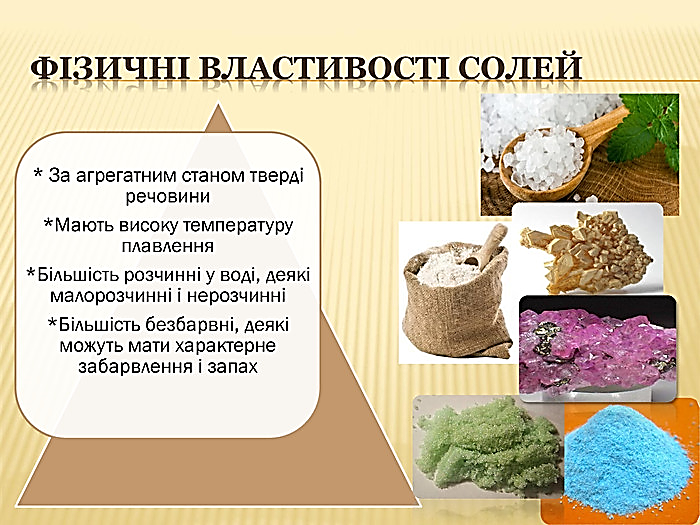 ФІЗИЧНІ ВЛАСТИВОСТІ СОЛЕЙ
* За агрегатним станом тверді
речовини
*Мають високу температуру
плавлення
*Більшість розчинні у воді, деякі
малорозчинні і нерозчинні
*Більшість безбарвні, деякі
можуть мати характерне
забарвлення і запах